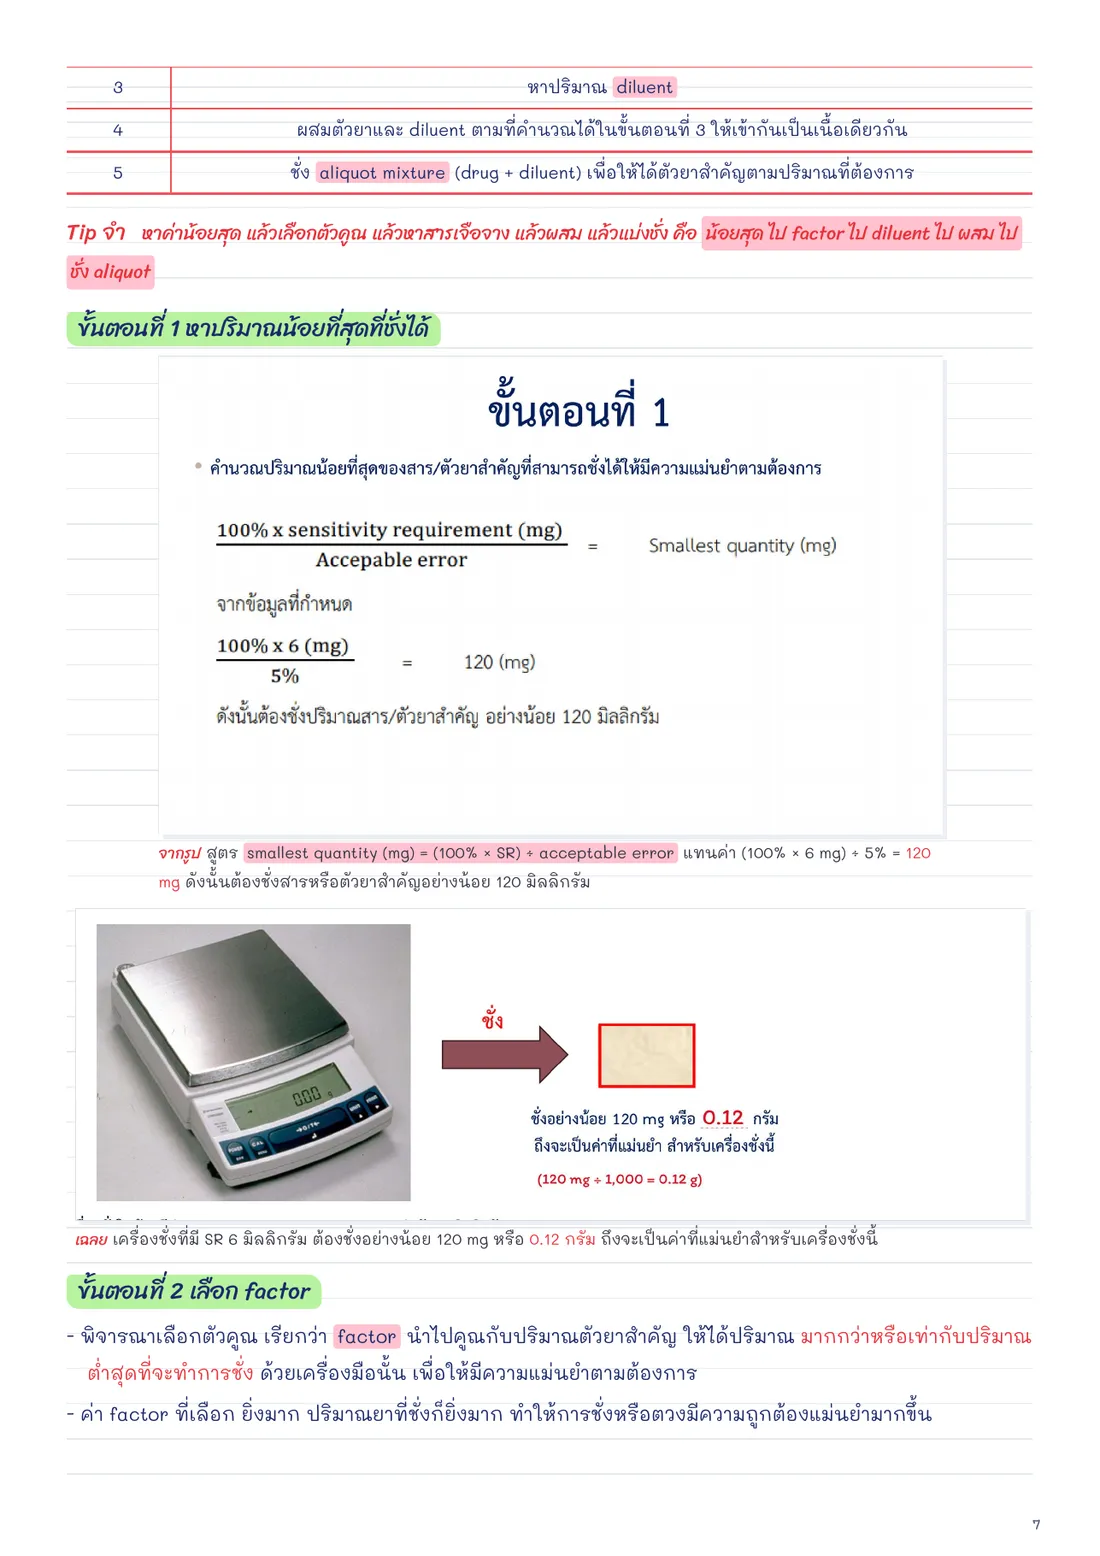 3 หาปริมาณ diluent
4 ผสมตัวยาและ diluent ตามที่คำนวณได้ในขั้นตอนที่ 3 ให้เข้ากันเป็นเนื้อเดียวกัน
5 ชั่ง aliquot mixture (drug + diluent) เพื่อให้ได้ตัวยาสำคัญตามปริมาณที่ต้องการ
Tip จำ หาค่าน้อยสุด แล้วเลือกตัวคูณ แล้วหาสารเจือจาง แล้วผสม แล้วแบ่งชั่ง คือ น้อยสุด ไป factor ไป diluent ไป ผสม ไป
ชั่ง aliquot
ขั้นตอนที่ 1 หาปริมาณน้อยที่สุดที่ชั่งได้
ขั้นตอนที่ 1
• คำนวณปริมาณน้อยที่สุดของสาร/ตัวยาสำคัญที่สามารถชั่งได้ให้มีความแม่นยำตามต้องการ
100% x sensitivity requirement (mg)
Accepable error
= Smallest quantity (mg)
จากข้อมูลที่กำหนด
100% x 6 (mg)
5%
= 120 (mg)
ดังนั้นต้องชั่งปริมาณสาร/ตัวยาสำคัญ อย่างน้อย 120 มิลลิกรัม
จากรูป สูตร smallest quantity (mg) = (100% × SR) ÷ acceptable error แทนค่า (100% × 6 mg) ÷ 5% = 120
mg ดังนั้นต้องชั่งสารหรือตัวยาสำคัญอย่างน้อย 120 มิลลิกรัม
0.00 g
ชั่ง
ชั่งอย่างน้อย 120 mg หรือ 0.12 กรัม
ถึงจะเป็นค่าที่แม่นยำ สำหรับเครื่องชั่งนี้
(120 mg ÷ 1,000 = 0.12 g)
เฉลย เครื่องชั่งที่มี SR 6 มิลลิกรัม ต้องชั่งอย่างน้อย 120 mg หรือ 0.12 กรัม ถึงจะเป็นค่าที่แม่นยำสำหรับเครื่องชั่งนี้
ขั้นตอนที่ 2 เลือก factor
- พิจารณาเลือกตัวคูณ เรียกว่า factor นำไปคูณกับปริมาณตัวยาสำคัญ ให้ได้ปริมาณ มากกว่าหรือเท่ากับปริมาณ
ต่ำสุดที่จะทำการชั่ง ด้วยเครื่องมือนั้น เพื่อให้มีความแม่นยำตามต้องการ
- ค่า factor ที่เลือก ยิ่งมาก ปริมาณยาที่ชั่งก็ยิ่งมาก ทำให้การชั่งหรือตวงมีความถูกต้องแม่นยำมากขึ้น
7